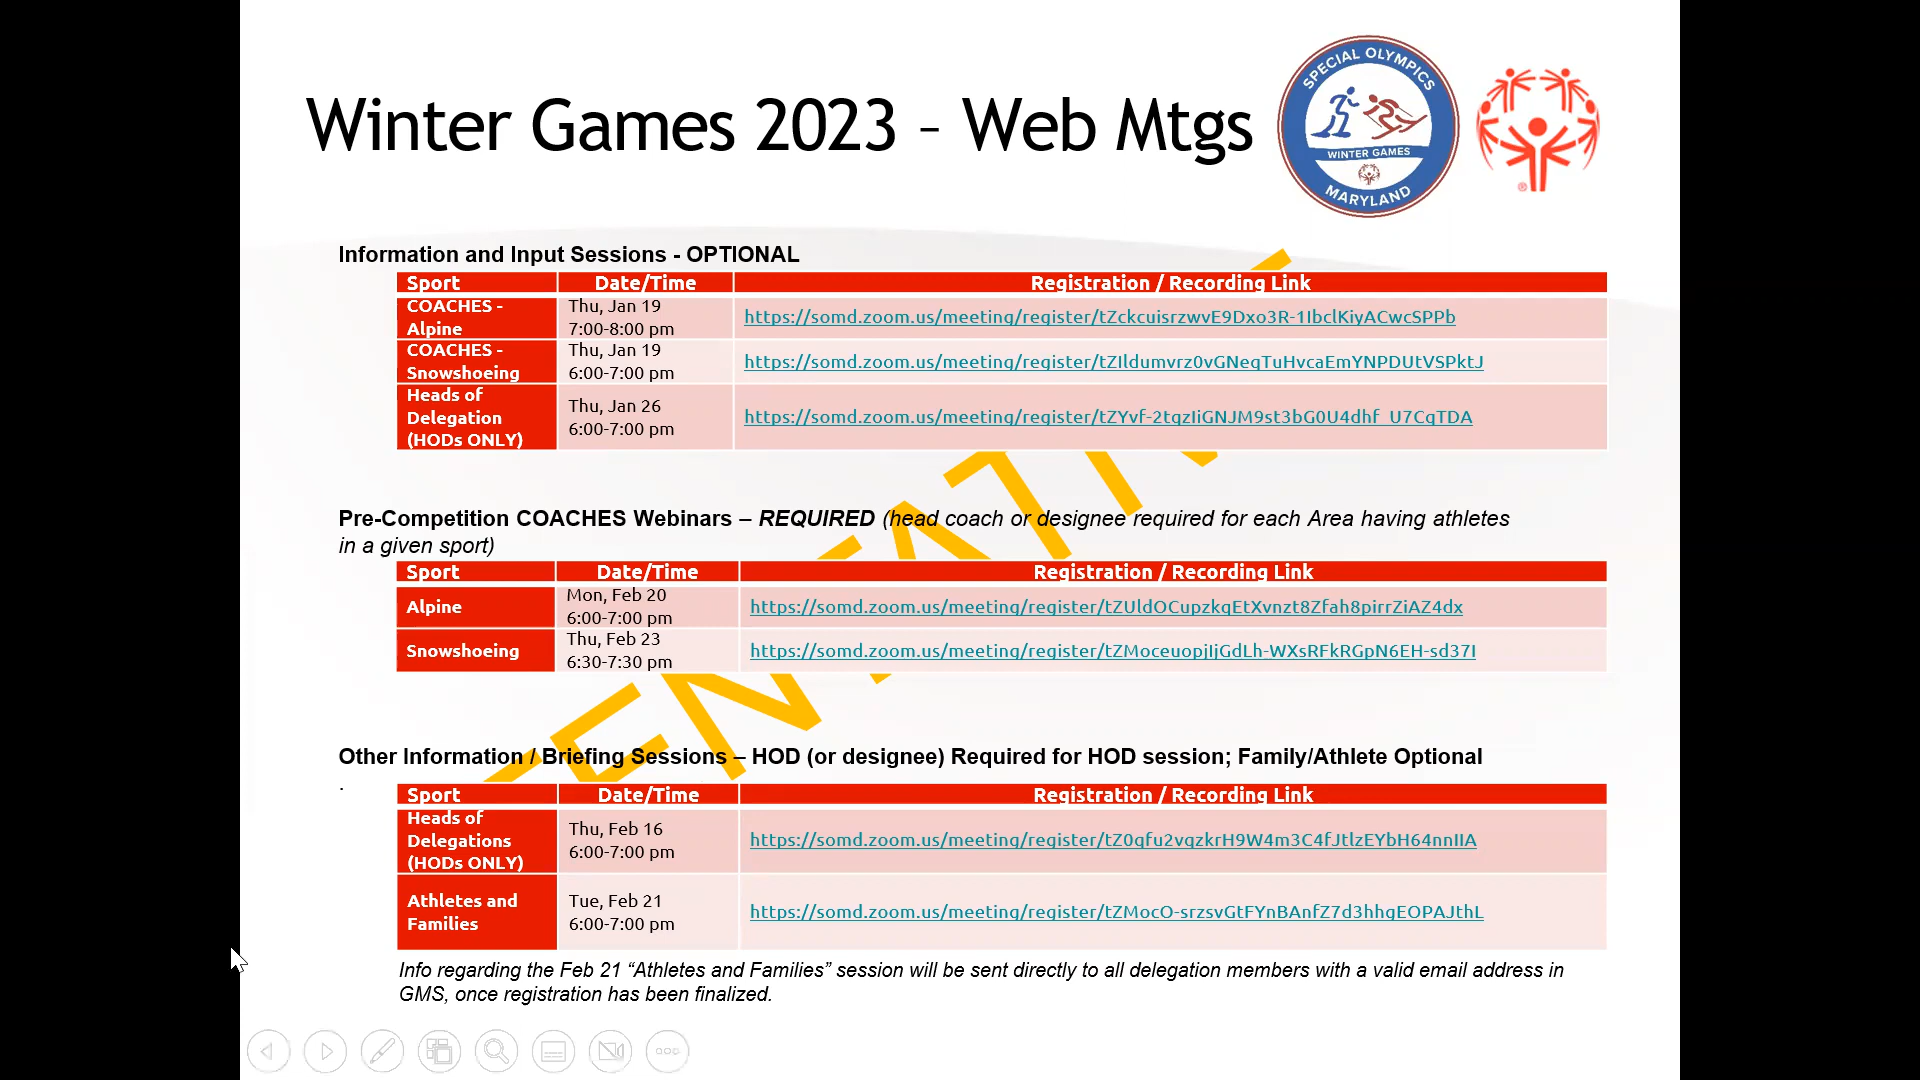 Winter Games 2023 – Web Mtgs
SPECIAL OLYMPICS
WINTER GAMES
MARYLAND
®
Information and Input Sessions - OPTIONAL
Sport Date/Time Registration / Recording Link
COACHES -
Alpine
Thu, Jan 19
7:00-8:00 pm
https://somd.zoom.us/meeting/register/tZckcuisrzwvE9Dxo3R-1IbclKiyACwcSPPb
COACHES -
Snowshoeing
Thu, Jan 19
6:00-7:00 pm
https://somd.zoom.us/meeting/register/tZIldumvrz0vGNeqTuHvcaEmYNPDUtVSPktJ
Heads of
Delegation
(HODs ONLY)
Thu, Jan 26
6:00-7:00 pm
https://somd.zoom.us/meeting/register/tZYvf-2tqzIiGNJM9st3bG0U4dhf_U7CqTDA
Pre-Competition COACHES Webinars – REQUIRED (head coach or designee required for each Area having athletes
in a given sport)
Sport Date/Time Registration / Recording Link
Alpine
Mon, Feb 20
6:00-7:00 pm
https://somd.zoom.us/meeting/register/tZUldOCupzkqEtXvnzt8Zfah8pirrZiAZ4dx
Snowshoeing
Thu, Feb 23
6:30-7:30 pm
https://somd.zoom.us/meeting/register/tZMoceuopjIjGdLh-WXsRFkRGpN6EH-sd37I
Other Information / Briefing Sessions – HOD (or designee) Required for HOD session; Family/Athlete Optional
.
Sport Date/Time Registration / Recording Link
Heads of
Delegations
(HODs ONLY)
Thu, Feb 16
6:00-7:00 pm
https://somd.zoom.us/meeting/register/tZ0qfu2vqzkrH9W4m3C4fJtlzEYbH64nnIIA
Athletes and
Families
Tue, Feb 21
6:00-7:00 pm
https://somd.zoom.us/meeting/register/tZMocO-srzsvGtFYnBAnfZ7d3hhgEOPAJthL
Info regarding the Feb 21 “Athletes and Families” session will be sent directly to all delegation members with a valid email address in
GMS, once registration has been finalized.